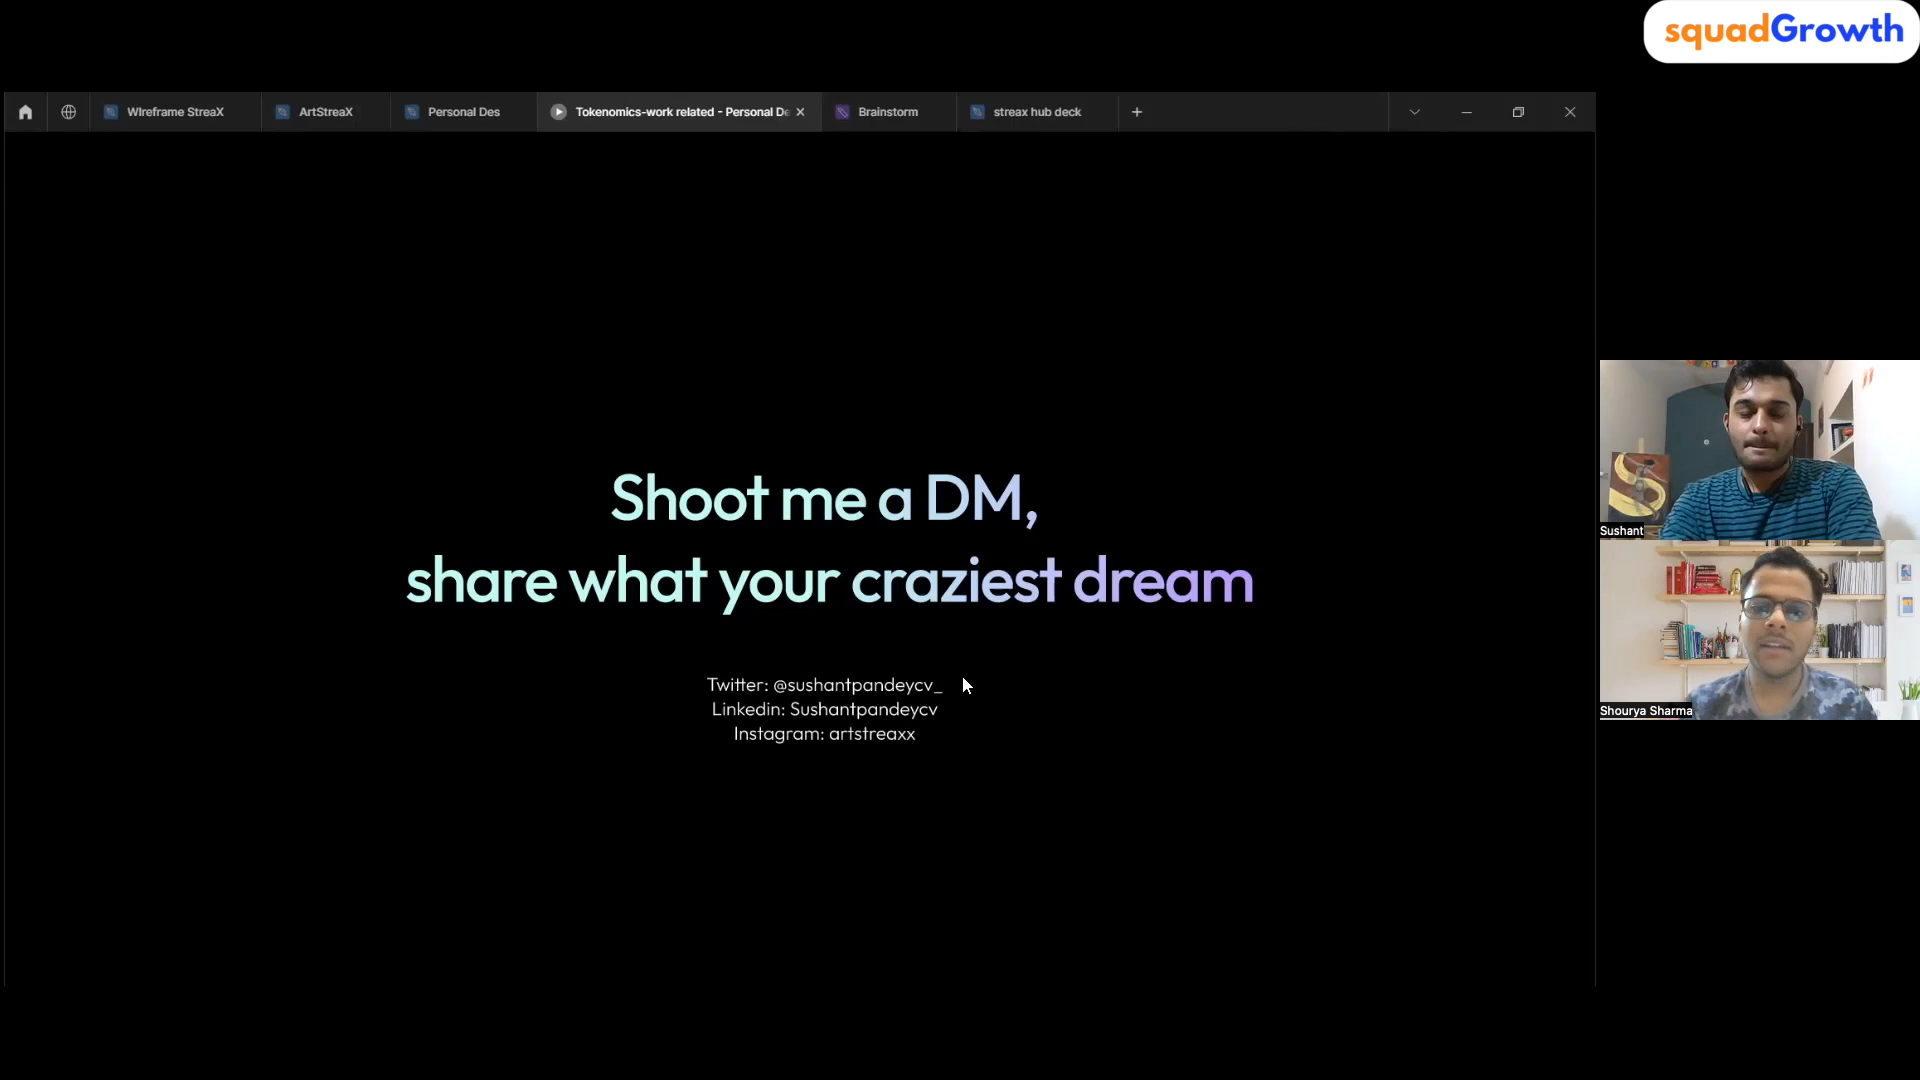 squadGrowth
WIreframe StreaX
ArtStreaX
Personal Des
Tokenomics-work related - Personal De
Brainstorm
streax hub deck
Shoot me a DM,
share what your craziest dream
Twitter: @sushantpandeycv_
Linkedin: Sushantpandeycv
Instagram: artstreaxx
Sushant
Shourya Sharma